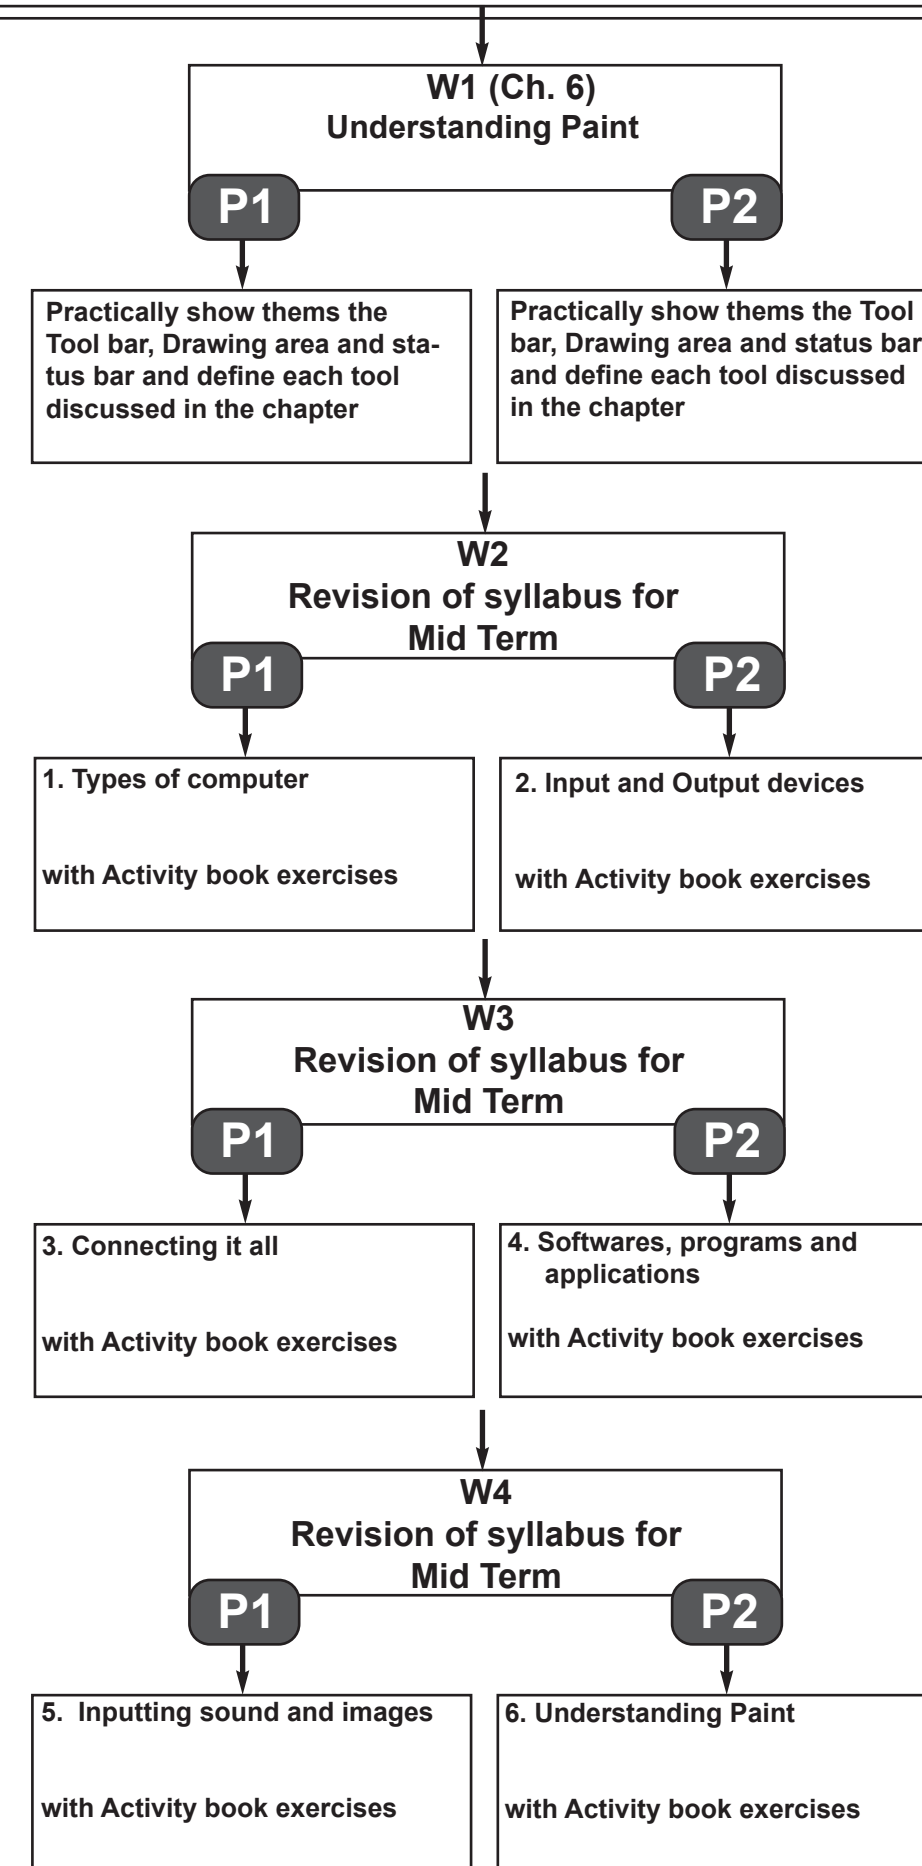 W1 (Ch. 6)
Understanding Paint
P1
P2
Practically show thems the
Tool bar, Drawing area and sta-
tus bar and define each tool
discussed in the chapter
Practically show thems the Tool
bar, Drawing area and status bar
and define each tool discussed
in the chapter
W2
Revision of syllabus for
Mid Term
P1
P2
1. Types of computer
with Activity book exercises
2. Input and Output devices
with Activity book exercises
W3
Revision of syllabus for
Mid Term
P1
P2
3. Connecting it all
with Activity book exercises
4. Softwares, programs and
applications
with Activity book exercises
W4
Revision of syllabus for
Mid Term
P1
P2
5. Inputting sound and images
with Activity book exercises
6. Understanding Paint
with Activity book exercises